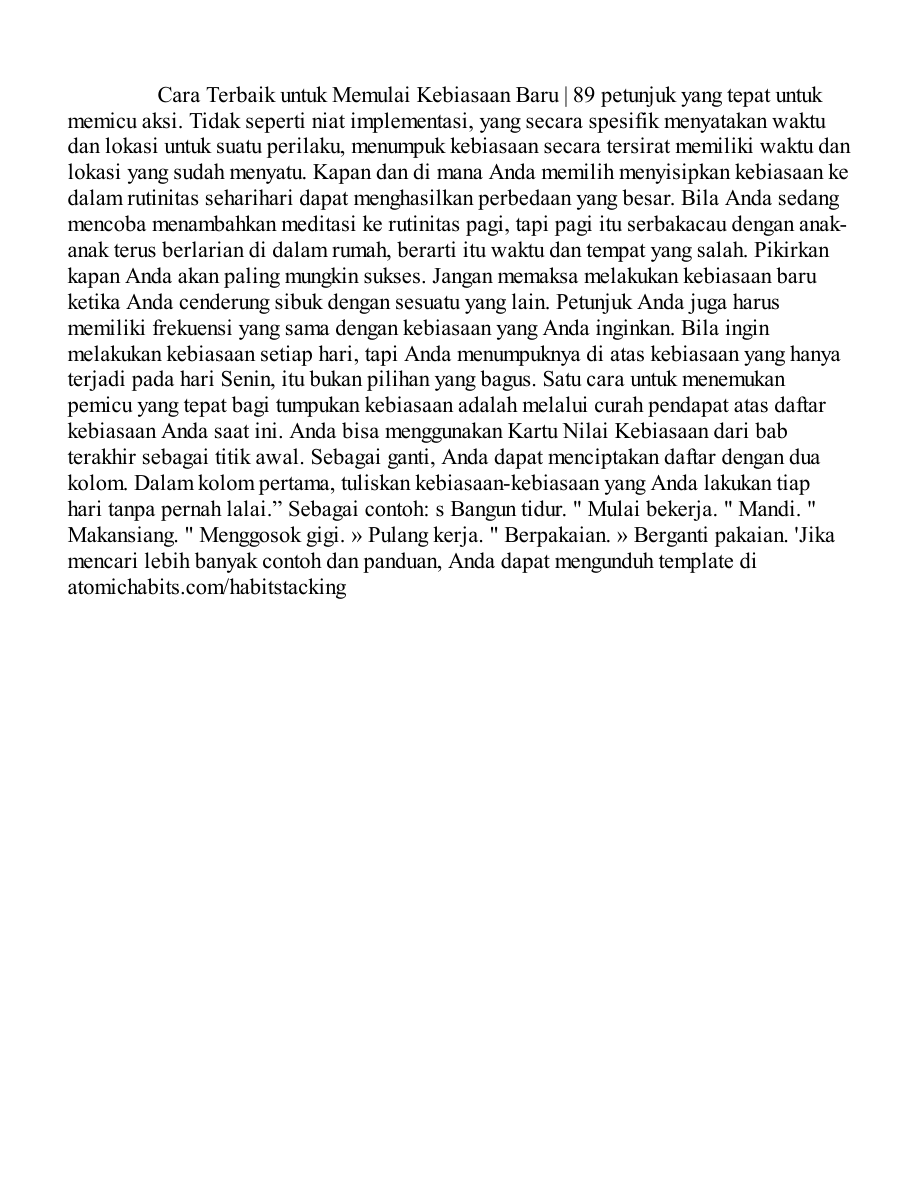 Cara Terbaik untuk Memulai Kebiasaan Baru | 89 petunjuk yang tepat untuk
memicu aksi. Tidak seperti niat implementasi, yang secara spesifik menyatakan waktu
dan lokasi untuk suatu perilaku, menumpuk kebiasaan secara tersirat memiliki waktu dan
lokasi yang sudah menyatu. Kapan dan di mana Anda memilih menyisipkan kebiasaan ke
dalam rutinitas seharihari dapat menghasilkan perbedaan yang besar. Bila Anda sedang
mencoba menambahkan meditasi ke rutinitas pagi, tapi pagi itu serbakacau dengan anak-
anak terus berlarian di dalam rumah, berarti itu waktu dan tempat yang salah. Pikirkan
kapan Anda akan paling mungkin sukses. Jangan memaksa melakukan kebiasaan baru
ketika Anda cenderung sibuk dengan sesuatu yang lain. Petunjuk Anda juga harus
memiliki frekuensi yang sama dengan kebiasaan yang Anda inginkan. Bila ingin
melakukan kebiasaan setiap hari, tapi Anda menumpuknya di atas kebiasaan yang hanya
terjadi pada hari Senin, itu bukan pilihan yang bagus. Satu cara untuk menemukan
pemicu yang tepat bagi tumpukan kebiasaan adalah melalui curah pendapat atas daftar
kebiasaan Anda saat ini. Anda bisa menggunakan Kartu Nilai Kebiasaan dari bab
terakhir sebagai titik awal. Sebagai ganti, Anda dapat menciptakan daftar dengan dua
kolom. Dalam kolom pertama, tuliskan kebiasaan-kebiasaan yang Anda lakukan tiap
hari tanpa pernah lalai.” Sebagai contoh: s Bangun tidur. " Mulai bekerja. " Mandi. "
Makansiang. " Menggosok gigi. » Pulang kerja. " Berpakaian. » Berganti pakaian. 'Jika
mencari lebih banyak contoh dan panduan, Anda dapat mengunduh template di
atomichabits.com/habitstacking